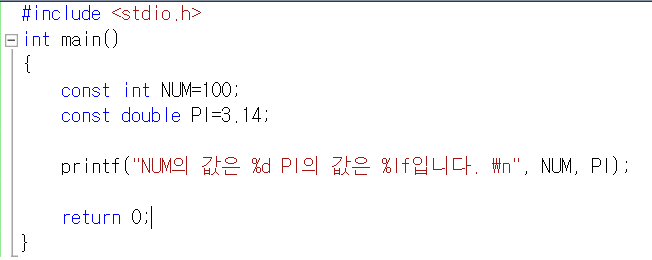 #include <stdio.h>
int main()
{
const int NUM=100;
const double PI=3.14;
printf("NUM의 값은 %d PI의 값은 %lf입니다. ₩n", NUM, PI);
return 0;
}